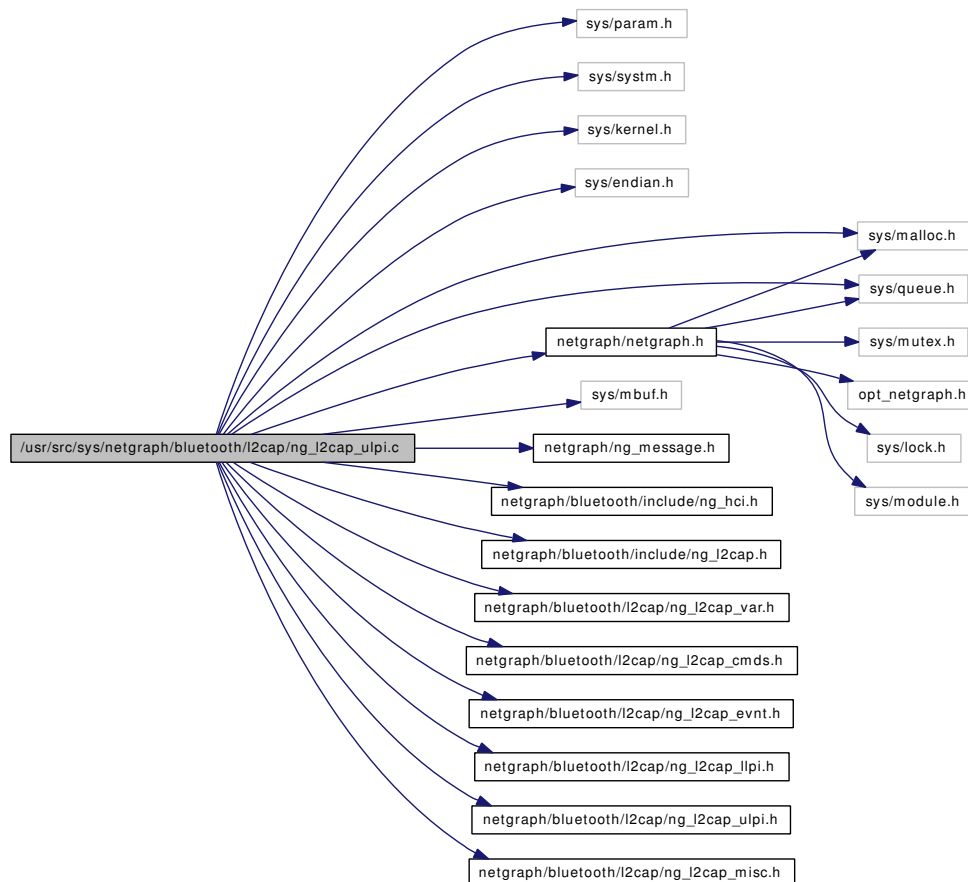 sys/param.h
sys/systm.h
sys/kernel.h
sys/endian.h
sys/malloc.h
sys/queue.h
netgraph/netgraph.h
sys/mutex.h
sys/mbuf.h
opt_netgraph.h
/usr/src/sys/netgraph/bluetooth/l2cap/ng_l2cap_ulpi.c
netgraph/ng_message.h
sys/lock.h
netgraph/bluetooth/include/ng_hci.h
sys/module.h
netgraph/bluetooth/include/ng_l2cap.h
netgraph/bluetooth/l2cap/ng_l2cap_var.h
netgraph/bluetooth/l2cap/ng_l2cap_cmds.h
netgraph/bluetooth/l2cap/ng_l2cap_evnt.h
netgraph/bluetooth/l2cap/ng_l2cap_llpi.h
netgraph/bluetooth/l2cap/ng_l2cap_ulpi.h
netgraph/bluetooth/l2cap/ng_l2cap_misc.h